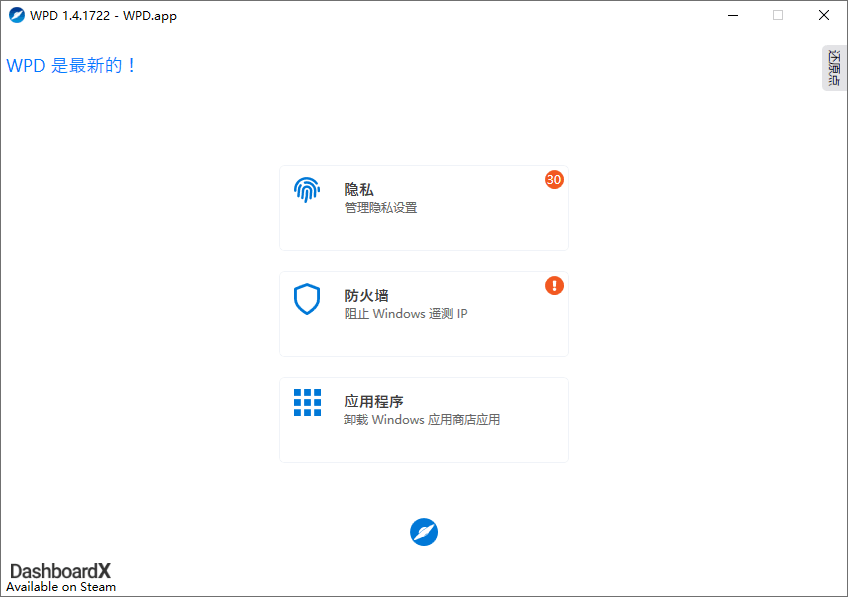 WPD 1.4.1722 - WPD.app
WPD 是最新的！
还原点
隐私
30
管理隐私设置
防火墙
!
阻止 Windows 遥测 IP
应用程序
卸载 Windows 应用商店应用
DashboardX
Available on Steam